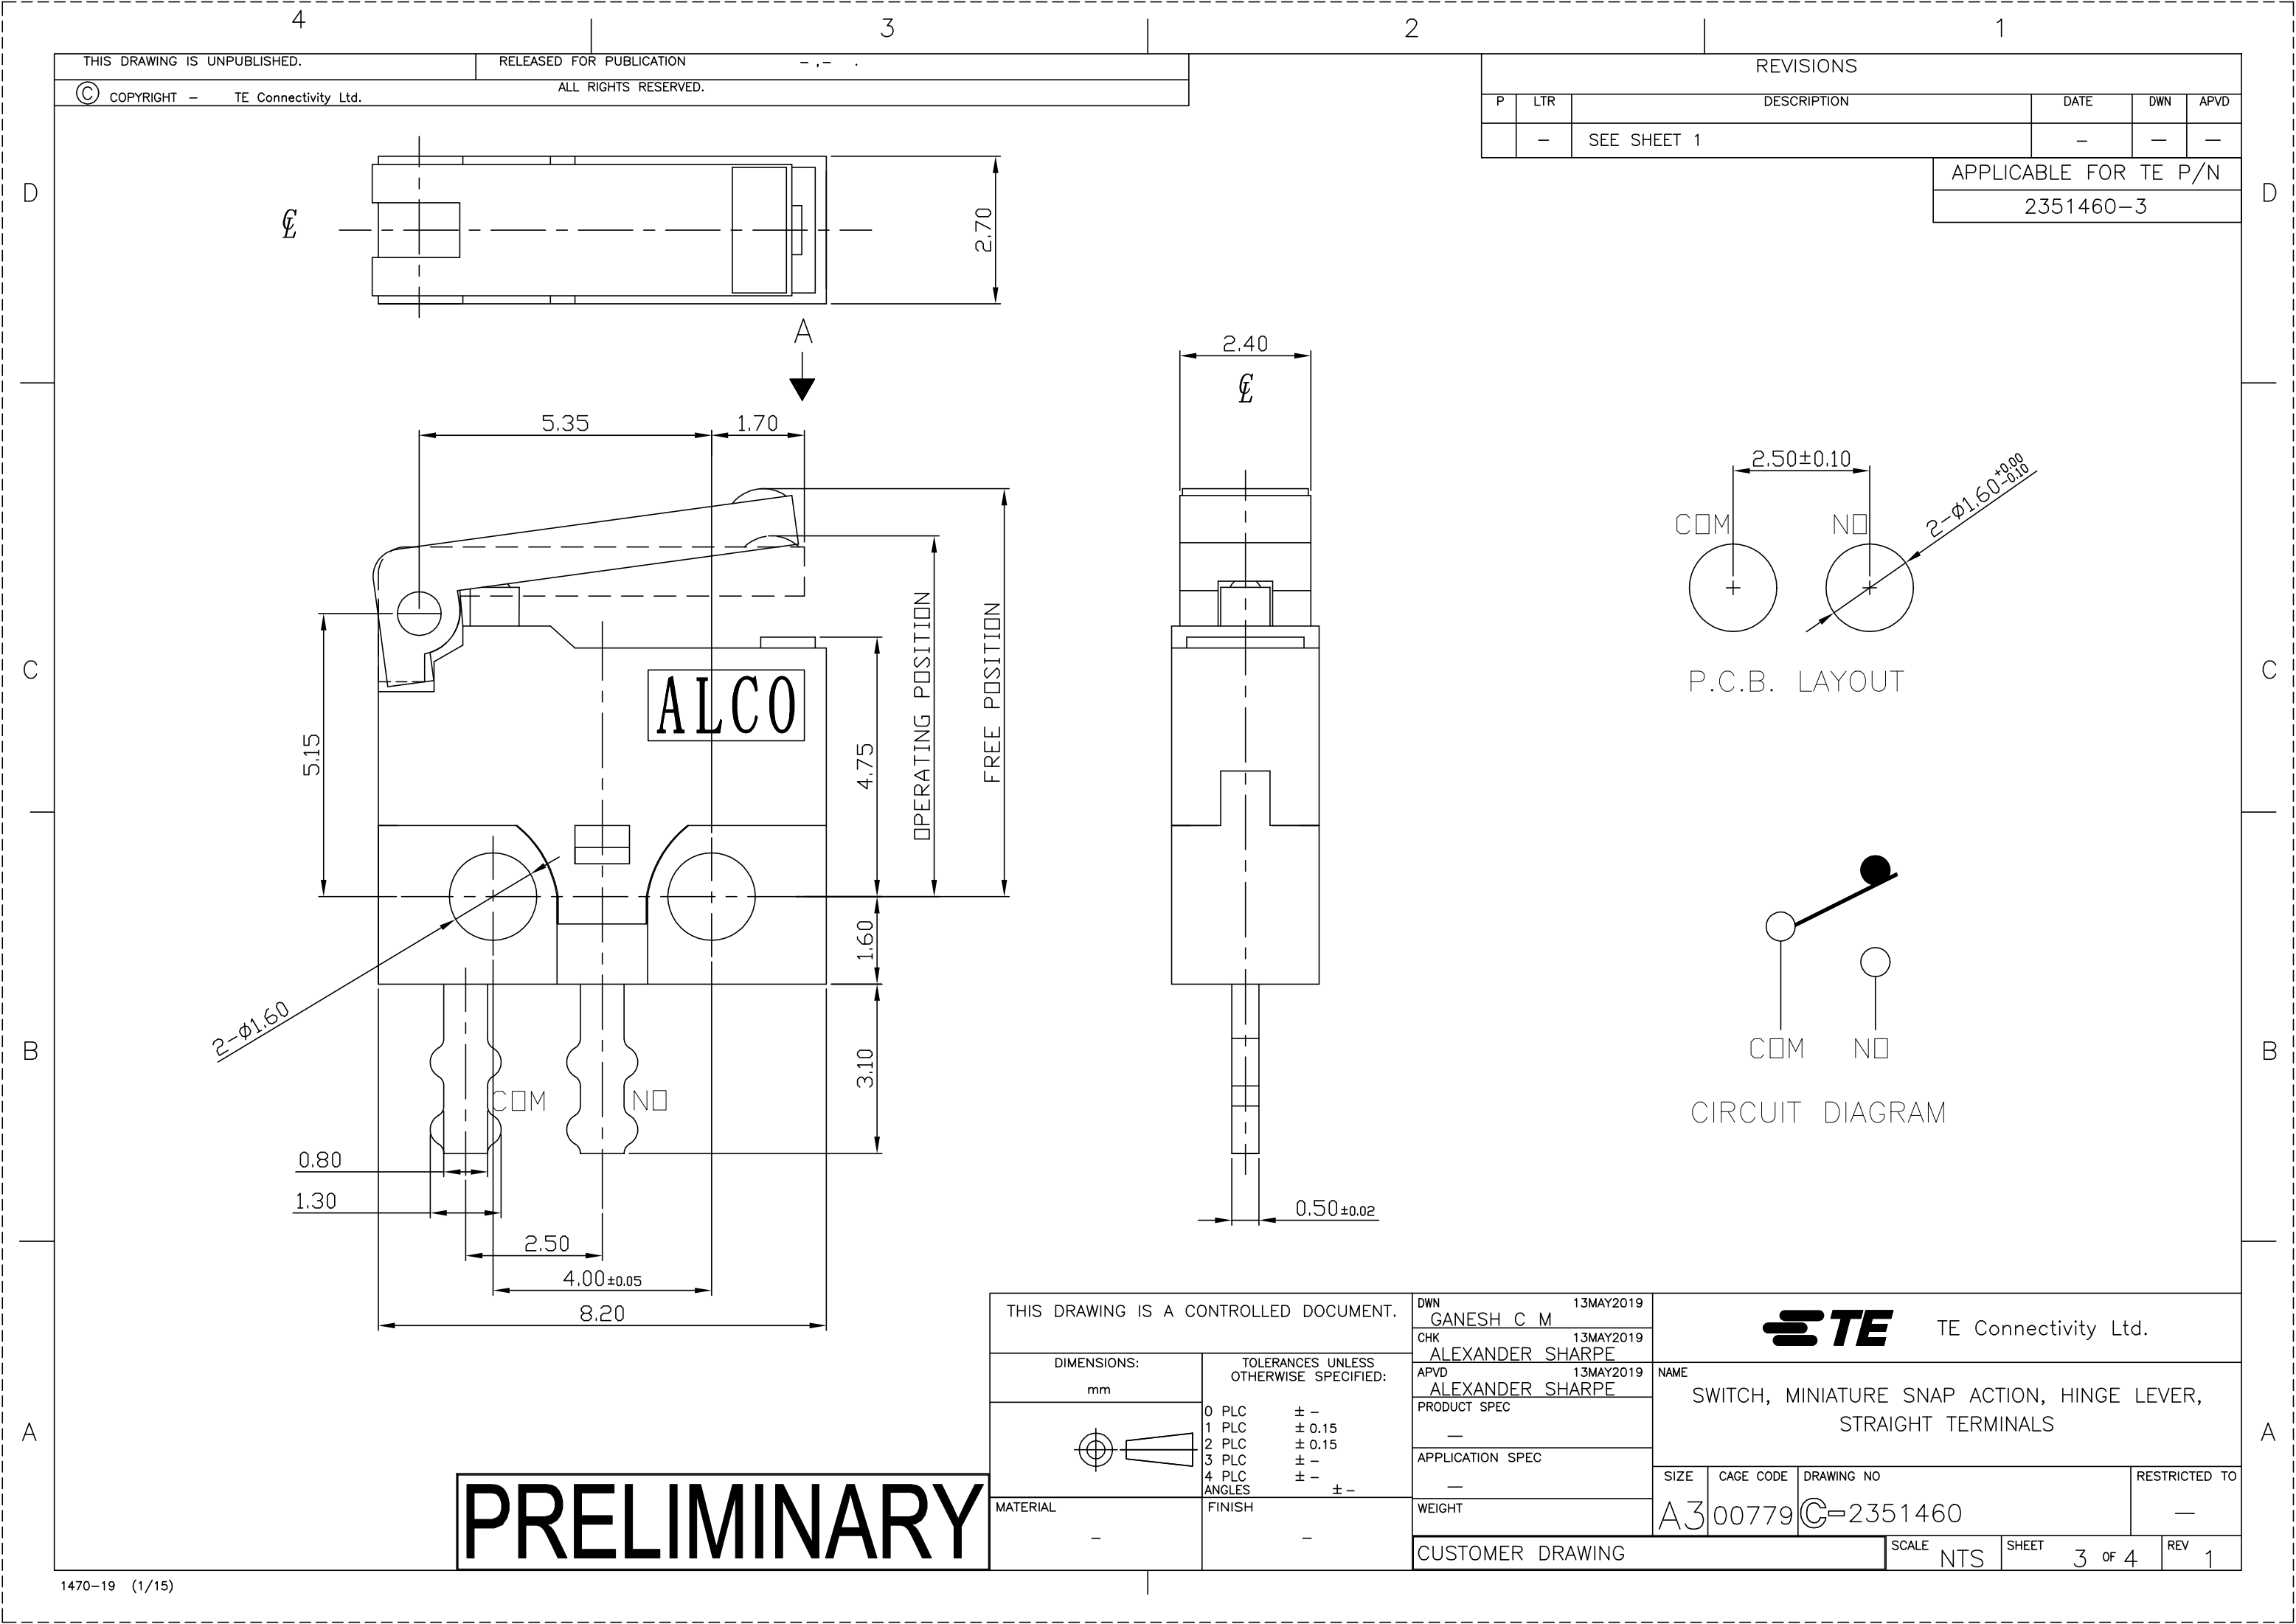 4 3 2 1
THIS DRAWING IS UNPUBLISHED.
RELEASED FOR PUBLICATION - ,- .
© COPYRIGHT - TE Connectivity Ltd.
ALL RIGHTS RESERVED.
REVISIONS
P LTR DESCRIPTION DATE DWN APVD
- SEE SHEET 1 - - -
APPLICABLE FOR TE P/N
2351460-3
D D
℄
2.70
A
2.40
℄
5.35 1.70
2.50±0.10
2-Ø1.60 +0.00 -0.10
COM NO
P.C.B. LAYOUT
C C
OPERATING POSITION
FREE POSITION
ALCO
5.15
4.75
1.60
2-Ø1.60
3.10
COM NO
COM NO
CIRCUIT DIAGRAM
B B
0.80
1.30
0.50±0.02
2.50
4.00±0.05
8.20
A A
PRELIMINARY
THIS DRAWING IS A CONTROLLED DOCUMENT.
DIMENSIONS:
mm
TOLERANCES UNLESS
OTHERWISE SPECIFIED:
0 PLC ± -
1 PLC ± 0.15
2 PLC ± 0.15
3 PLC ± -
4 PLC ± -
ANGLES ± -
MATERIAL
-
FINISH
-
DWN 13MAY2019
GANESH C M
CHK 13MAY2019
ALEXANDER SHARPE
APVD 13MAY2019
ALEXANDER SHARPE
PRODUCT SPEC
-
APPLICATION SPEC
-
WEIGHT
CUSTOMER DRAWING
TE TE Connectivity Ltd.
NAME
SWITCH, MINIATURE SNAP ACTION, HINGE LEVER,
STRAIGHT TERMINALS
SIZE CAGE CODE DRAWING NO RESTRICTED TO
A3 00779 C-2351460 -
SCALE NTS SHEET 3 OF 4 REV 1
1470-19 (1/15)